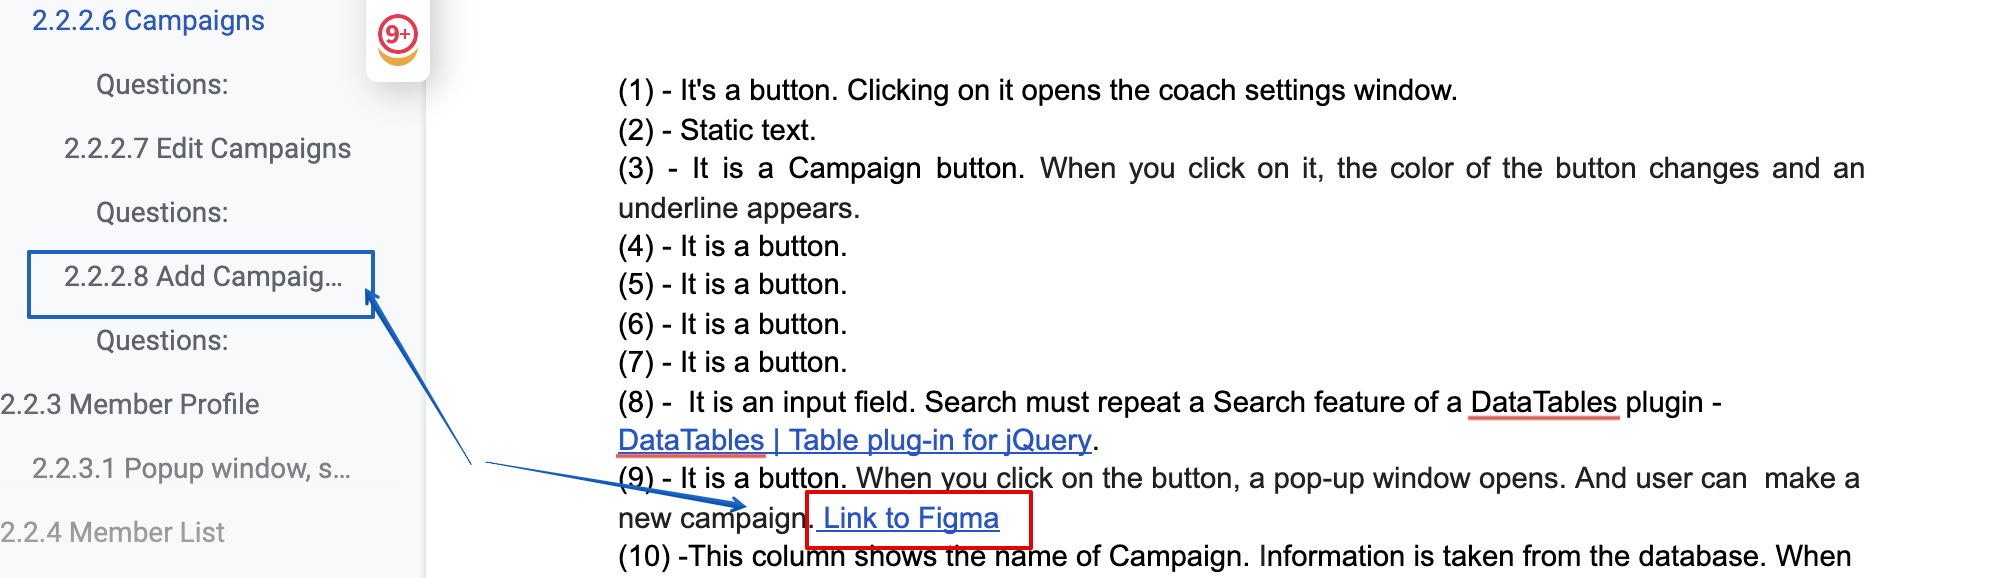 2.2.2.6 Campaigns
Questions:
2.2.2.7 Edit Campaigns
Questions:
2.2.2.8 Add Campaig...
Questions:
2.2.3 Member Profile
2.2.3.1 Popup window, s...
2.2.4 Member List
9+
(1) - It's a button. Clicking on it opens the coach settings window.
(2) - Static text.
(3) - It is a Campaign button. When you click on it, the color of the button changes and an
underline appears.
(4) - It is a button.
(5) - It is a button.
(6) - It is a button.
(7) - It is a button.
(8) -  It is an input field. Search must repeat a Search feature of a DataTables plugin -
DataTables | Table plug-in for jQuery.
(9) - It is a button. When you click on the button, a pop-up window opens. And user can  make a
new campaign. Link to Figma
(10) -This column shows the name of Campaign. Information is taken from the database. When